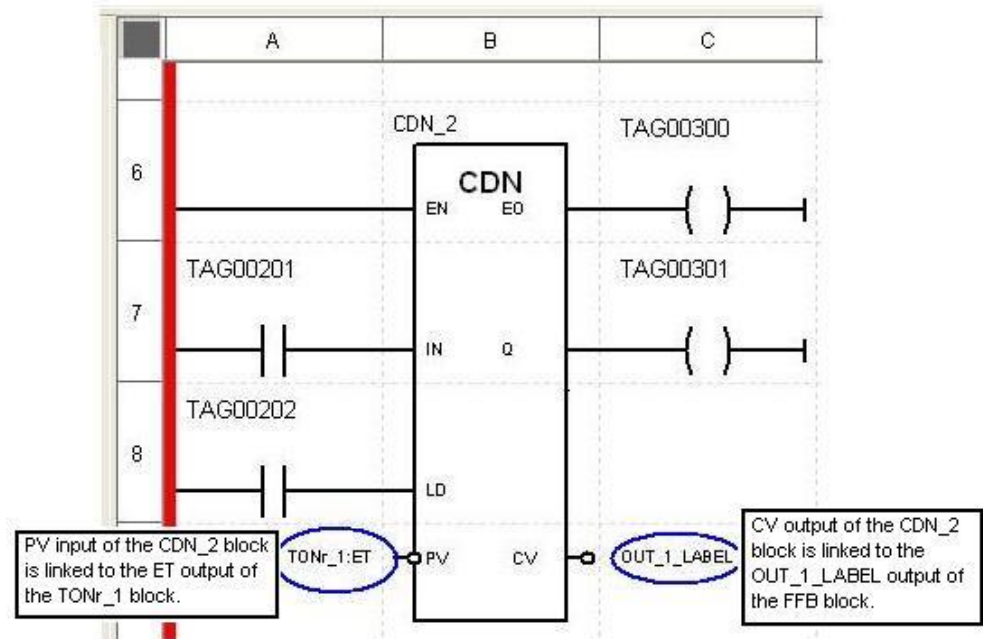 A B C
CDN_2 TAG00300
6
CDN
EN EO
TAG00201 TAG00301
7
IN Q
TAG00202
8
LD
PV input of the CDN_2 block
is linked to the ET output of
the TONr_1 block.
TONr_1:ET PV CV OUT_1_LABEL
CV output of the CDN_2
block is linked to the
OUT_1_LABEL output of
the FFB block.